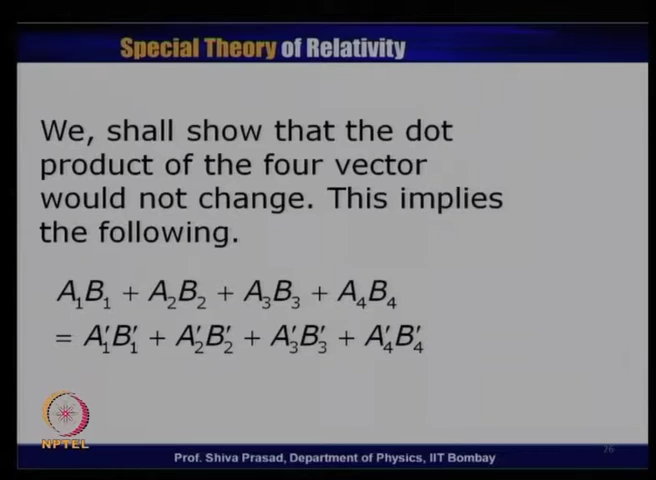 Special Theory of Relativity
We, shall show that the dot
product of the four vector
would not change. This implies
the following.
A₁B₁ + A₂B₂ + A₃B₃ + A₄B₄
= A′₁B′₁ + A′₂B′₂ + A′₃B′₃ + A′₄B′₄
NPTEL
26
Prof. Shiva Prasad, Department of Physics, IIT Bombay